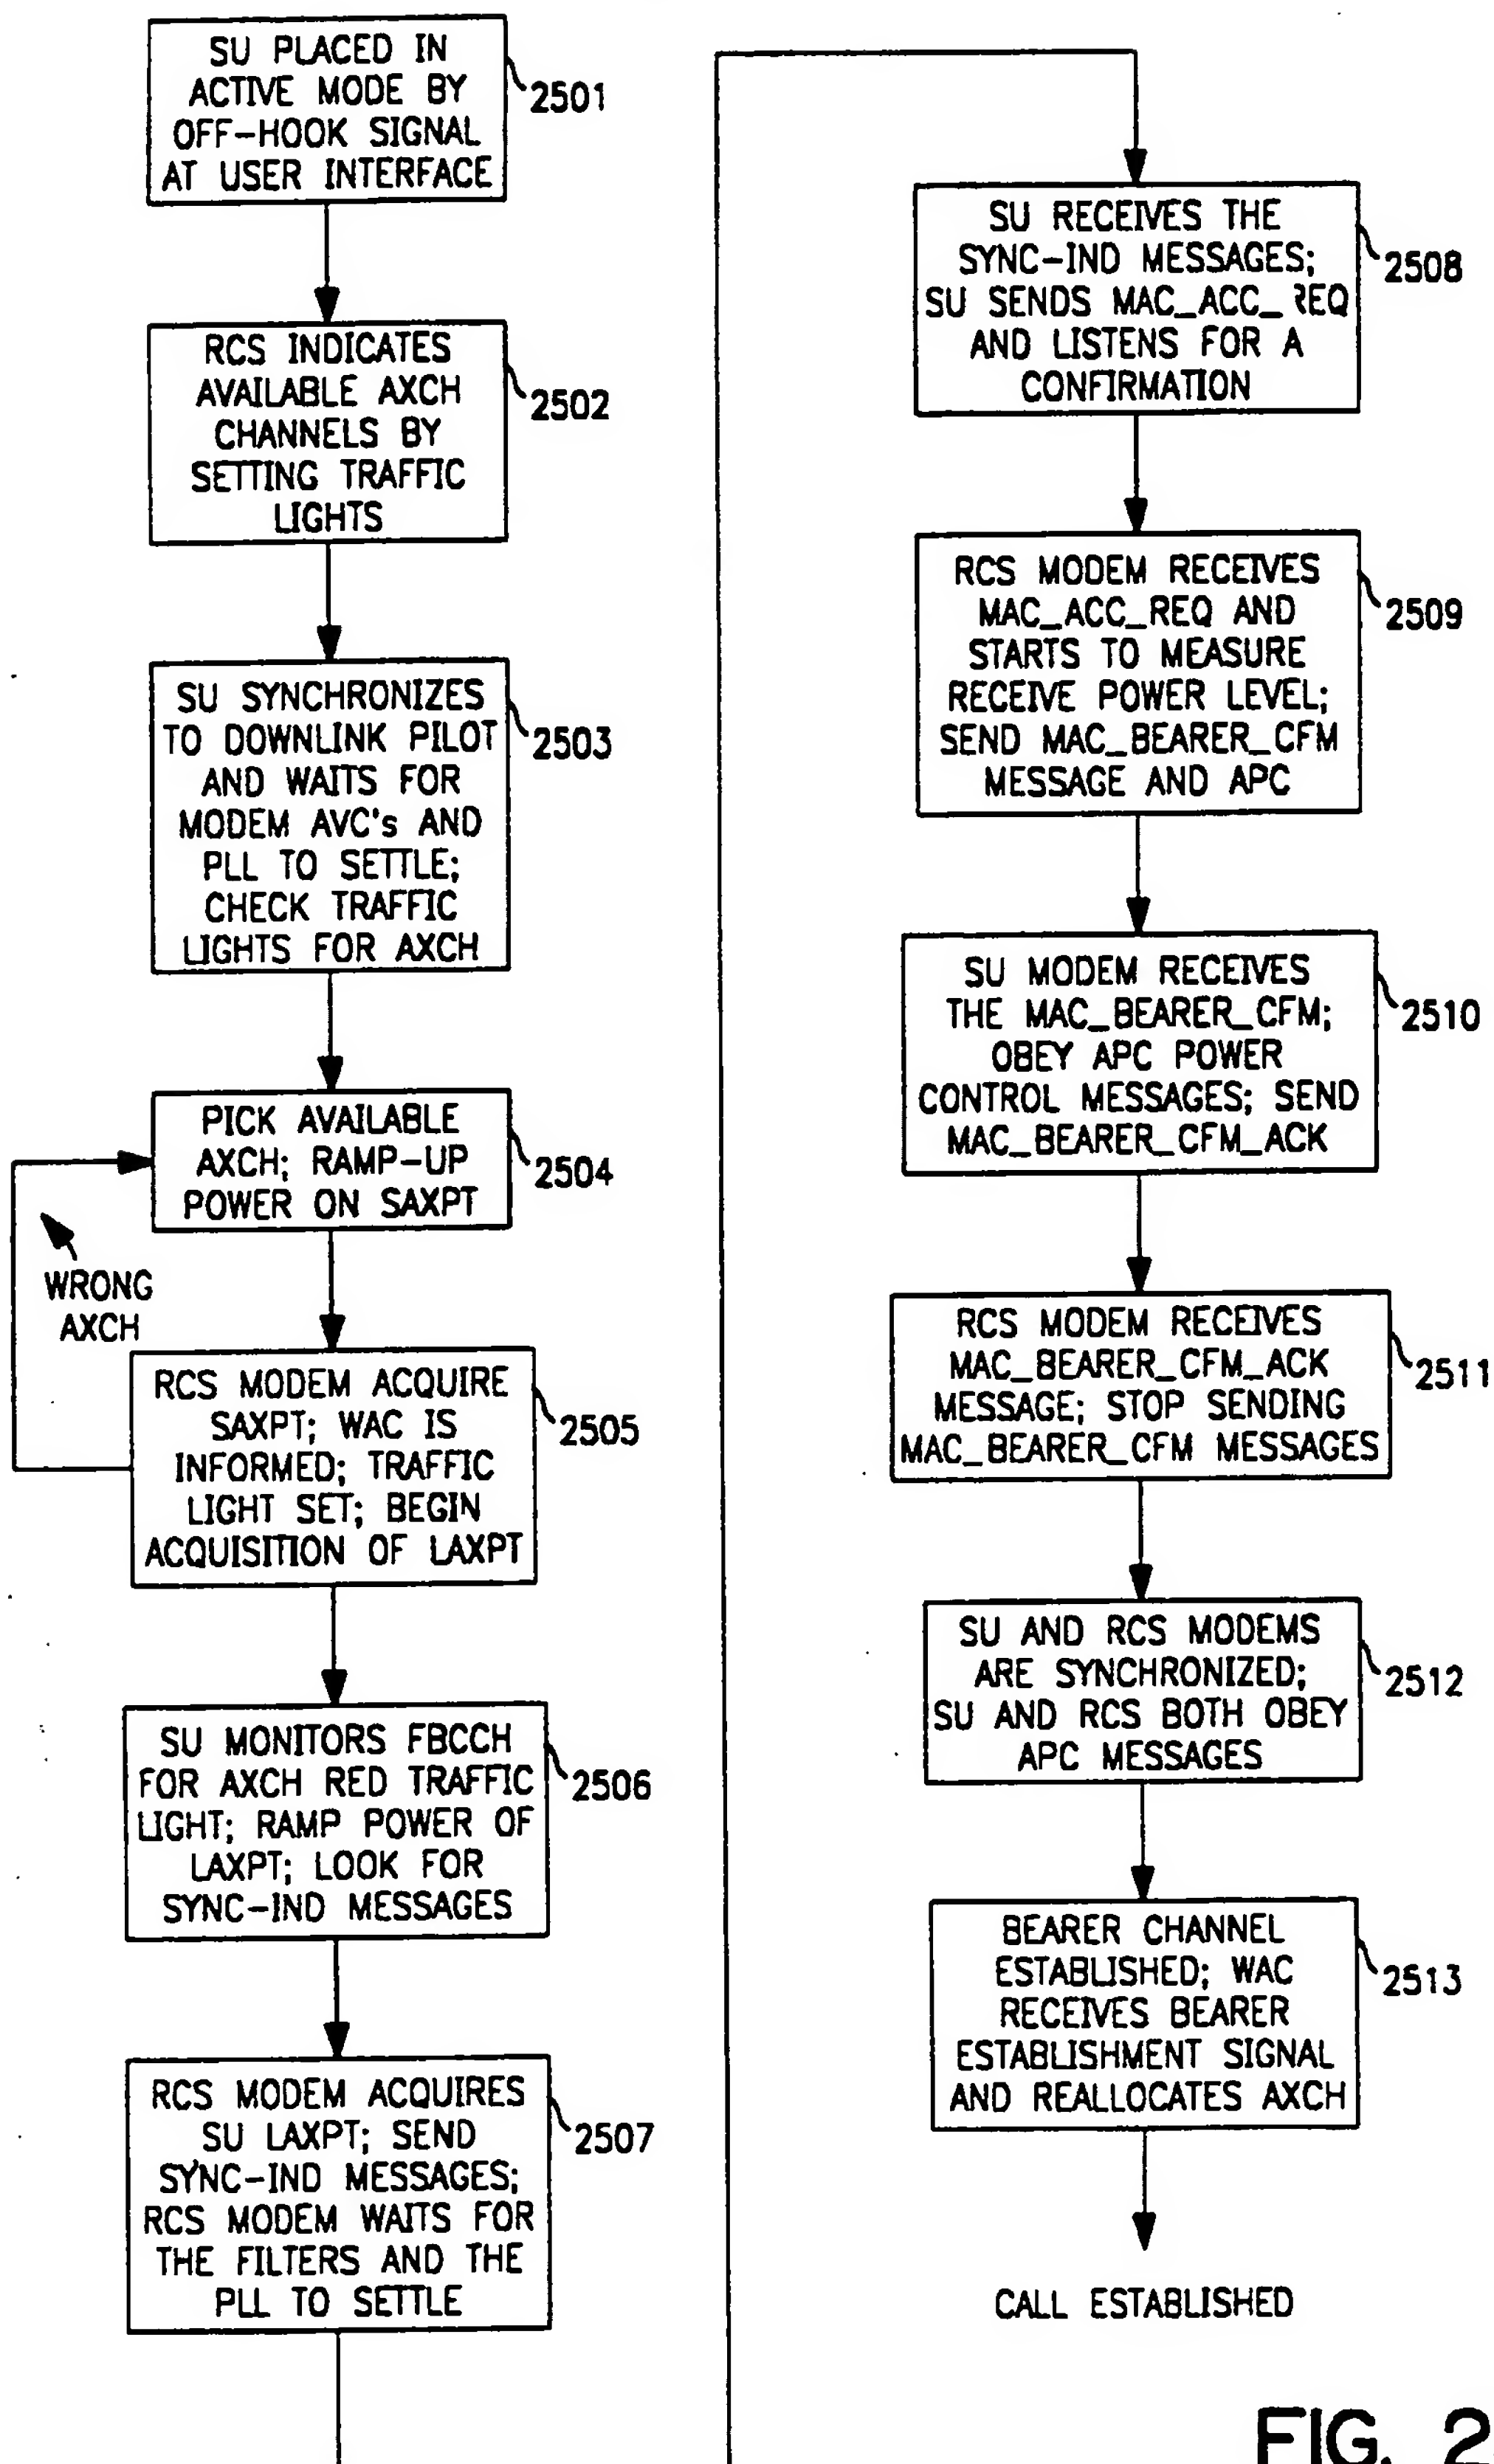 SU PLACED IN
ACTIVE MODE BY
OFF-HOOK SIGNAL
AT USER INTERFACE
2501
RCS INDICATES
AVAILABLE AXCH
CHANNELS BY
SETTING TRAFFIC
LIGHTS
2502
SU SYNCHRONIZES
TO DOWNLINK PILOT
AND WAITS FOR
MODEM AVC's AND
PLL TO SETTLE;
CHECK TRAFFIC
LIGHTS FOR AXCH
2503
PICK AVAILABLE
AXCH; RAMP-UP
POWER ON SAXPT
2504
WRONG
AXCH
RCS MODEM ACQUIRE
SAXPT; WAC IS
INFORMED; TRAFFIC
LIGHT SET; BEGIN
ACQUISITION OF LAXPT
2505
SU MONITORS FBCCH
FOR AXCH RED TRAFFIC
LIGHT; RAMP POWER OF
LAXPT; LOOK FOR
SYNC-IND MESSAGES
2506
RCS MODEM ACQUIRES
SU LAXPT; SEND
SYNC-IND MESSAGES;
RCS MODEM WAITS FOR
THE FILTERS AND THE
PLL TO SETTLE
2507
SU RECEIVES THE
SYNC-IND MESSAGES;
SU SENDS MAC_ACC_REQ
AND LISTENS FOR A
CONFIRMATION
2508
RCS MODEM RECEIVES
MAC_ACC_REQ AND
STARTS TO MEASURE
RECEIVE POWER LEVEL;
SEND MAC_BEARER_CFM
MESSAGE AND APC
2509
SU MODEM RECEIVES
THE MAC_BEARER_CFM;
OBEY APC POWER
CONTROL MESSAGES; SEND
MAC_BEARER_CFM_ACK
2510
RCS MODEM RECEIVES
MAC_BEARER_CFM_ACK
MESSAGE; STOP SENDING
MAC_BEARER_CFM MESSAGES
2511
SU AND RCS MODEMS
ARE SYNCHRONIZED;
SU AND RCS BOTH OBEY
APC MESSAGES
2512
BEARER CHANNEL
ESTABLISHED; WAC
RECEIVES BEARER
ESTABLISHMENT SIGNAL
AND REALLOCATES AXCH
2513
CALL ESTABLISHED
FIG. 2